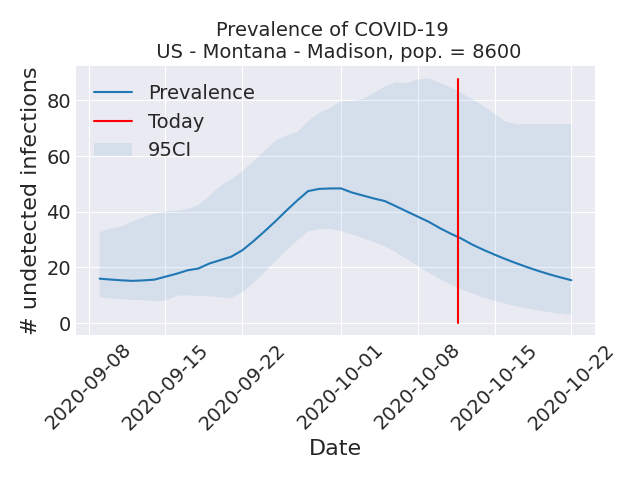 Prevalence of COVID-19
US - Montana - Madison, pop. = 8600
# undetected infections
80
60
40
20
0
Prevalence
Today
95CI
2020-09-08
2020-09-15
2020-09-22
2020-10-01
2020-10-08
2020-10-15
2020-10-22
Date